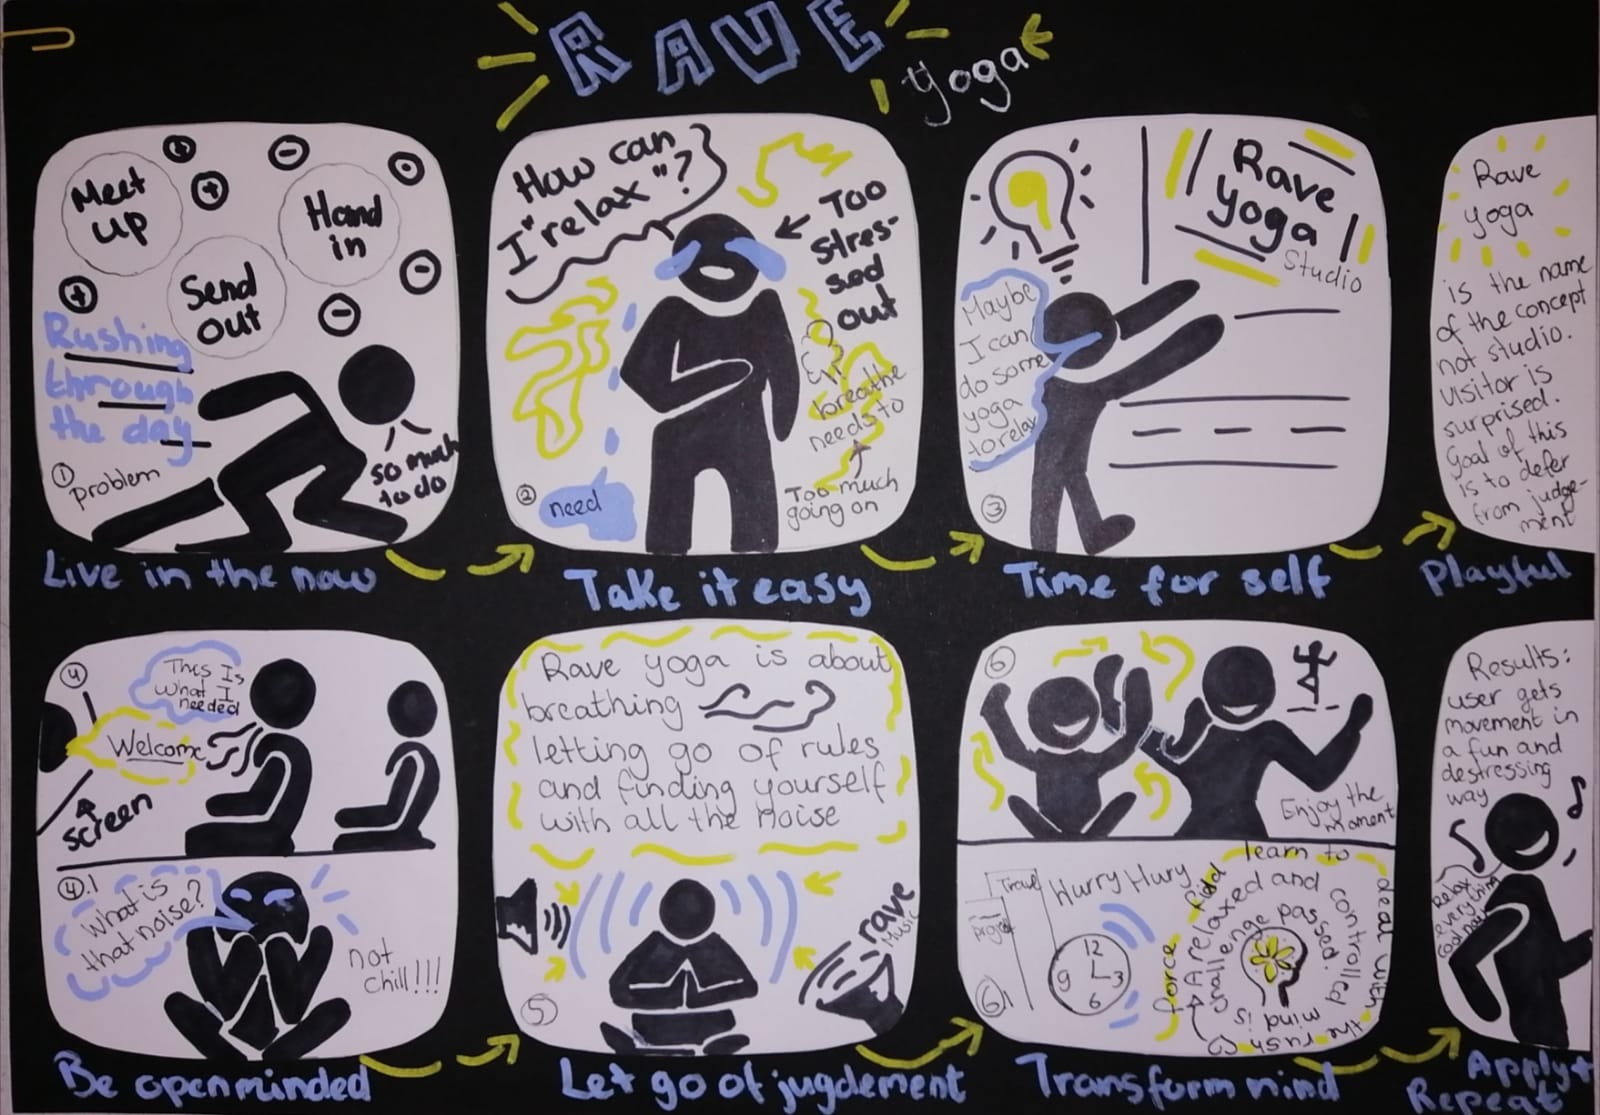 RAVE
yoga
Meet
up
Hand
in
Send
out
Rushing
through
the day
so much
to do
① problem
Live in the now
How can
I "relax"?
Too
stres-
sed
out
breathe
needs to
Too much
going on
② need
Take it easy
Rave
yoga
Studio
Maybe
I can
do some
yoga
to relax
③
Time for self
Rave
yoga
is the name
of the concept
not studio.
visitor is
surprised.
Goal of this
is to defer
from judge-
ment
Playful
④
This Is
what I
needed
Welcome
screen
④.1
What is
that noise?
not
chill!!!
Be openminded
Rave yoga is about
breathing
letting go of rules
and finding yourself
with all the noise
rave
Music
⑤
Let go of jugdement
⑥
Enjoy the
moment
Travel
project
Hurry Hury
12
9 3
6
6.1
learn to
deal with
the rush
force field
A relaxed and controlled mind is challenge passed.
Transform mind
Results:
user gets
movement in
a fun and
destressing
way
Relax
everything
Apply +
Repeat